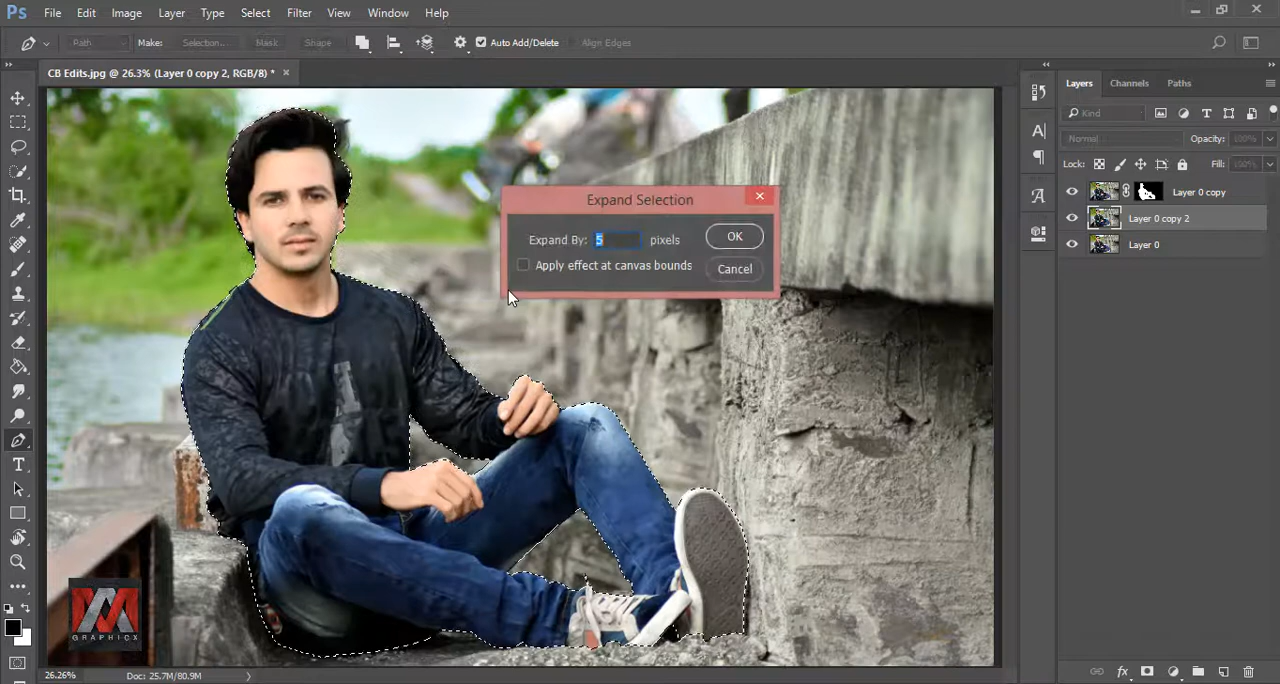 Ps File Edit Image Layer Type Select Filter View Window Help
Path Make: Selection... Mask Shape Auto Add/Delete Align Edges
CB Edits.jpg @ 26.3% (Layer 0 copy 2, RGB/8) * ×
Layers Channels Paths
Kind
Normal Opacity: 100%
Lock: Fill: 100%
Layer 0 copy
Layer 0 copy 2
Layer 0
Expand Selection
Expand By: 5 pixels OK
Apply effect at canvas bounds Cancel
GRAPHICX
26.26% Doc: 25.7M/80.9M